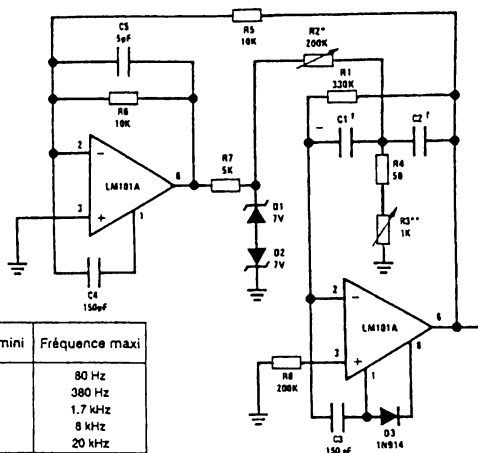 R5
10K
C5
5pF
R2*
200K
R1
330K
R6
10K
C1 †
C2 †
2
6
LM101A
R7
5K
R4
50
3
1
D1
7V
R3**
1K
D2
7V
C4
150pF
2
6
LM101A
mini
Fréquence maxi
80 Hz
380 Hz
1.7 kHz
8 kHz
20 kHz
R8
200K
3
1
8
C3
150 pF
D3
1N914